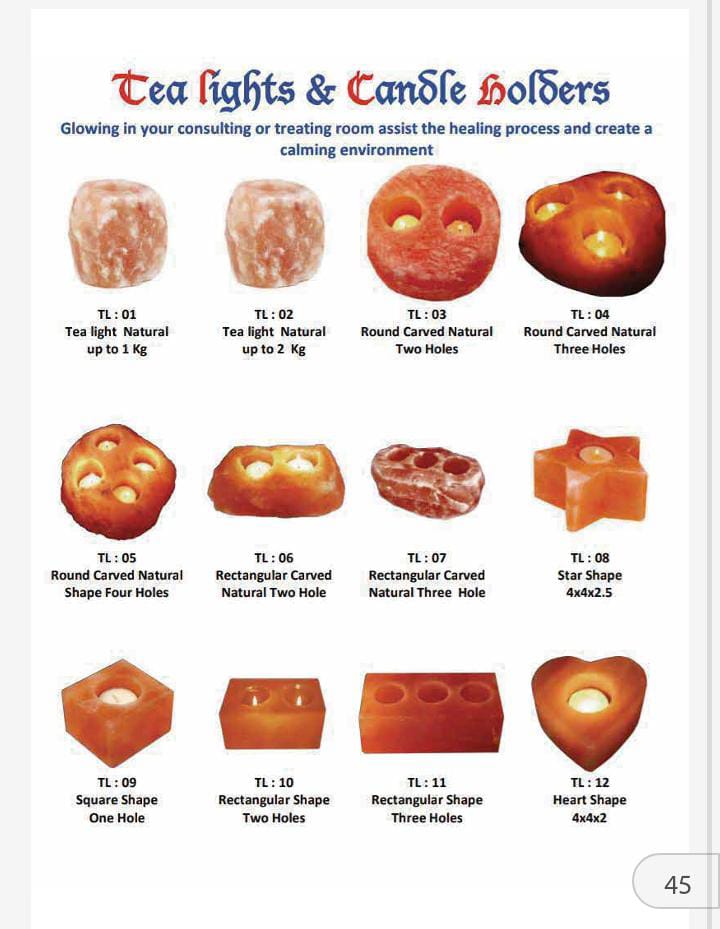 Tea lights & Candle Holders
Glowing in your consulting or treating room assist the healing process and create a
calming environment
TL : 01
Tea light Natural
up to 1 Kg
TL : 02
Tea light Natural
up to 2 Kg
TL : 03
Round Carved Natural
Two Holes
TL : 04
Round Carved Natural
Three Holes
TL : 05
Round Carved Natural
Shape Four Holes
TL : 06
Rectangular Carved
Natural Two Hole
TL : 07
Rectangular Carved
Natural Three Hole
TL : 08
Star Shape
4x4x2.5
TL : 09
Square Shape
One Hole
TL : 10
Rectangular Shape
Two Holes
TL : 11
Rectangular Shape
Three Holes
TL : 12
Heart Shape
4x4x2
45